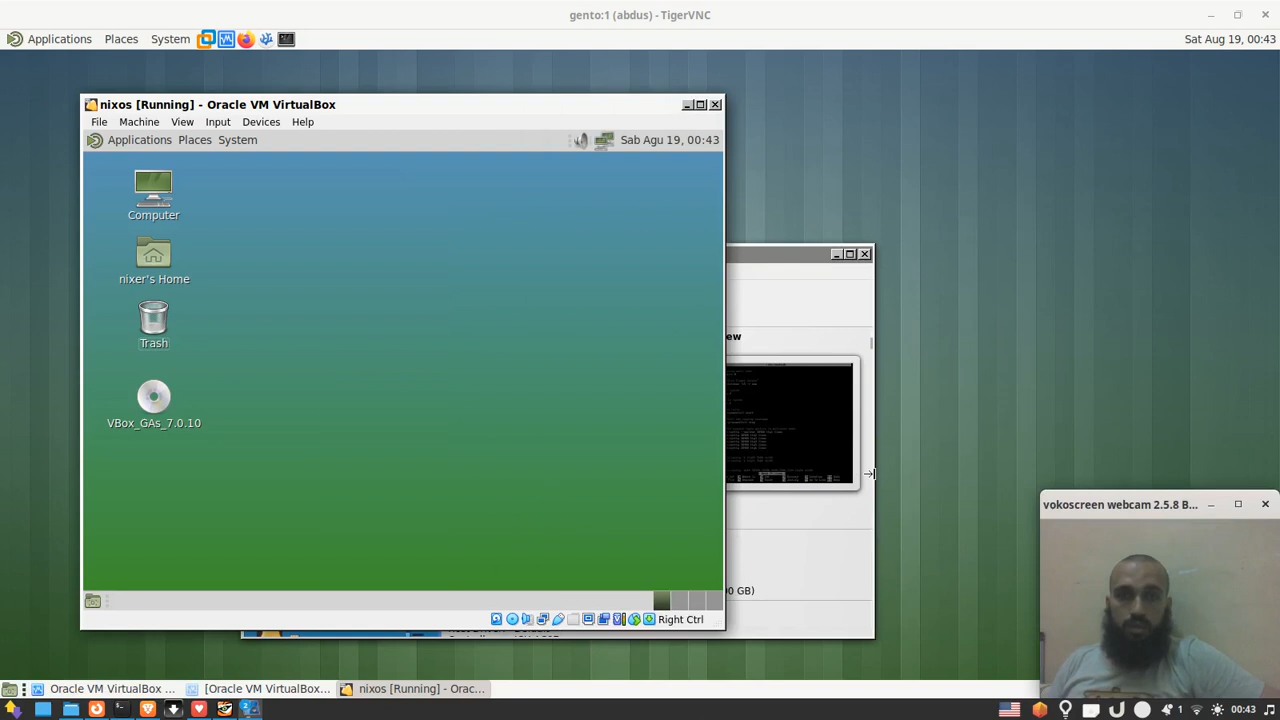 gento:1 (abdus) - TigerVNC
Applications Places System
Sat Aug 19, 00:43
nixos [Running] - Oracle VM VirtualBox
File Machine View Input Devices Help
Applications Places System
Sab Agu 19, 00:43
Computer
nixer's Home
Trash
VBox_GAs_7.0.10
ew
00 GB)
Right Ctrl
vokoscreen webcam 2.5.8 B...
Oracle VM VirtualBox ...
[Oracle VM VirtualBox...
nixos [Running] - Orac...
2
1
00:43